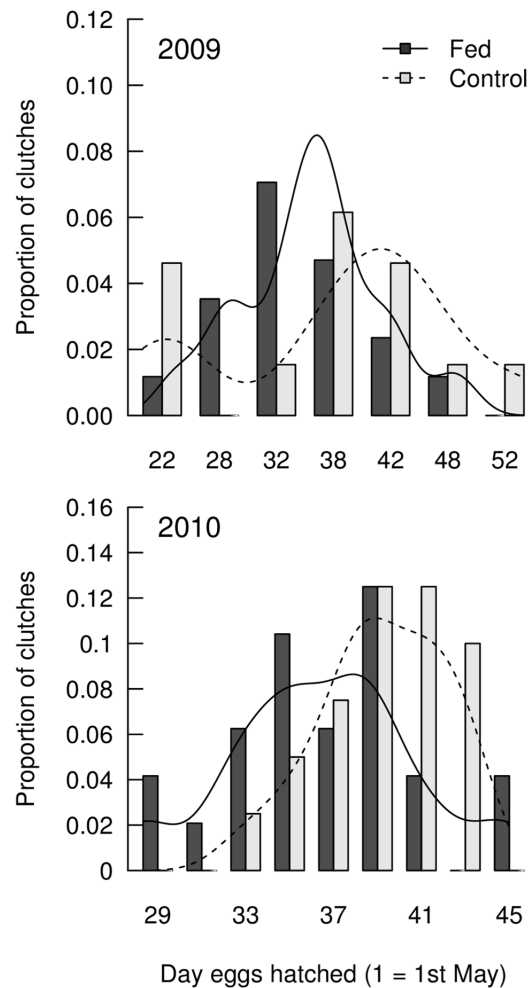 2009
Fed
Control
Proportion of clutches
0.12
0.10
0.08
0.06
0.04
0.02
0.00
22 28 32 38 42 48 52
2010
Proportion of clutches
0.16
0.14
0.12
0.1
0.08
0.06
0.04
0.02
0
29 33 37 41 45
Day eggs hatched (1 = 1st May)